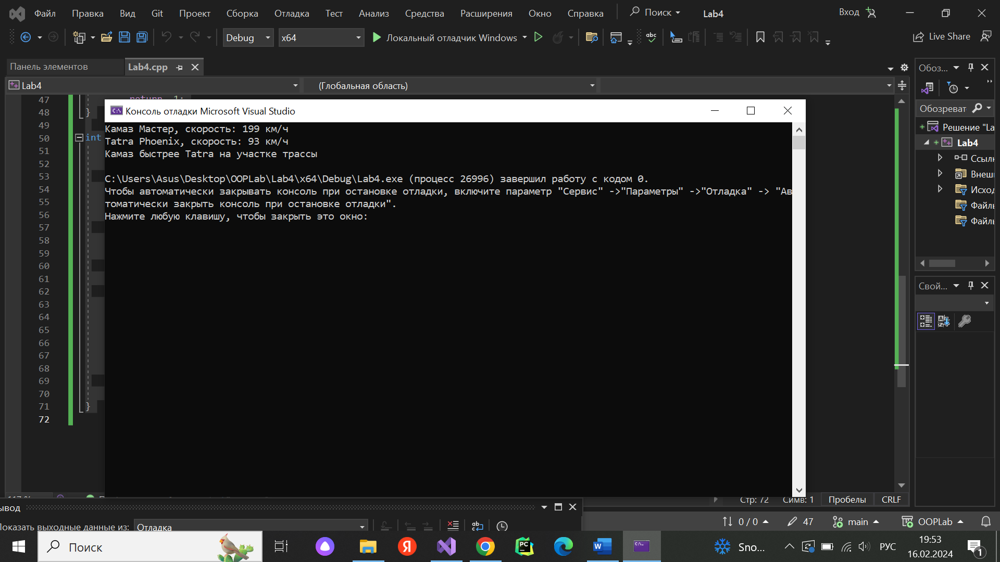 Файл Правка Вид Git Проект Сборка Отладка Тест Анализ Средства Расширения Окно Справка Поиск Lab4 Вход
Debug x64 Локальный отладчик Windows Live Share
Панель элементов Lab4.cpp Обоз...
Lab4 (Глобальная область)
47 return 1;
48 }
49
50 int
51
52
53
54
55
56
57
58
59
60
61
62
63
64
65
66
67
68
69
70
71 }
72
Консоль отладки Microsoft Visual Studio
Камаз Мастер, скорость: 199 км/ч
Tatra Phoenix, скорость: 93 км/ч
Камаз быстрее Tatra на участке трассы
C:\Users\Asus\Desktop\OOPLab\Lab4\x64\Debug\Lab4.exe (процесс 26996) завершил работу с кодом 0.
Чтобы автоматически закрывать консоль при остановке отладки, включите параметр "Сервис" ->"Параметры" ->"Отладка" -> "Ав
томатически закрыть консоль при остановке отладки".
Нажмите любую клавишу, чтобы закрыть это окно:
Обозреват
Решение "La
Lab4
Ссылк
Внеш
Исход
Файль
Файль
Свой...
Стр: 72 Симв: 1 Пробелы CRLF
ывод
Показать выходные данные из: Отладка
0 / 0 47 main OOPLab
Поиск Sno... РУС 19:53
16.02.2024
1